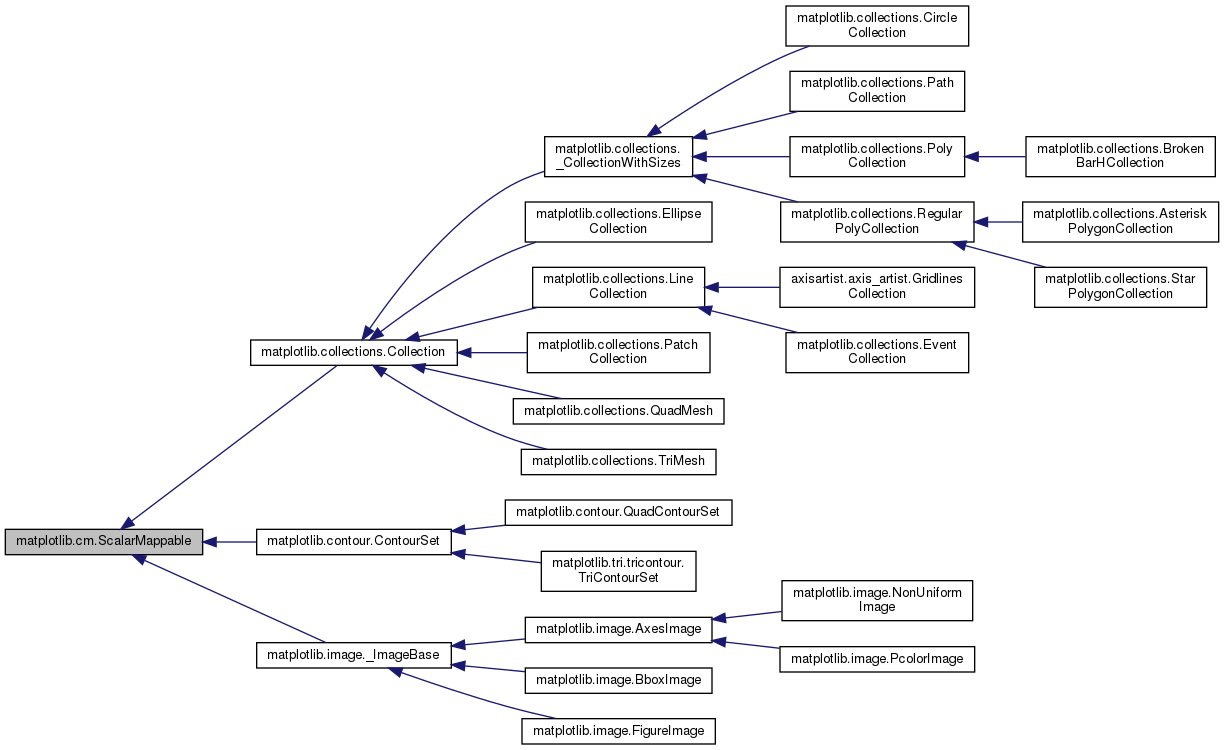 matplotlib.collections.Circle
Collection
matplotlib.collections.Path
Collection
matplotlib.collections.
_CollectionWithSizes
matplotlib.collections.Poly
Collection
matplotlib.collections.Broken
BarHCollection
matplotlib.collections.Ellipse
Collection
matplotlib.collections.Regular
PolyCollection
matplotlib.collections.Asterisk
PolygonCollection
matplotlib.collections.Line
Collection
axisartist.axis_artist.Gridlines
Collection
matplotlib.collections.Star
PolygonCollection
matplotlib.collections.Collection
matplotlib.collections.Patch
Collection
matplotlib.collections.Event
Collection
matplotlib.collections.QuadMesh
matplotlib.collections.TriMesh
matplotlib.cm.ScalarMappable
matplotlib.contour.ContourSet
matplotlib.contour.QuadContourSet
matplotlib.tri.tricontour.
TriContourSet
matplotlib.image._ImageBase
matplotlib.image.AxesImage
matplotlib.image.NonUniform
Image
matplotlib.image.PcolorImage
matplotlib.image.BboxImage
matplotlib.image.FigureImage